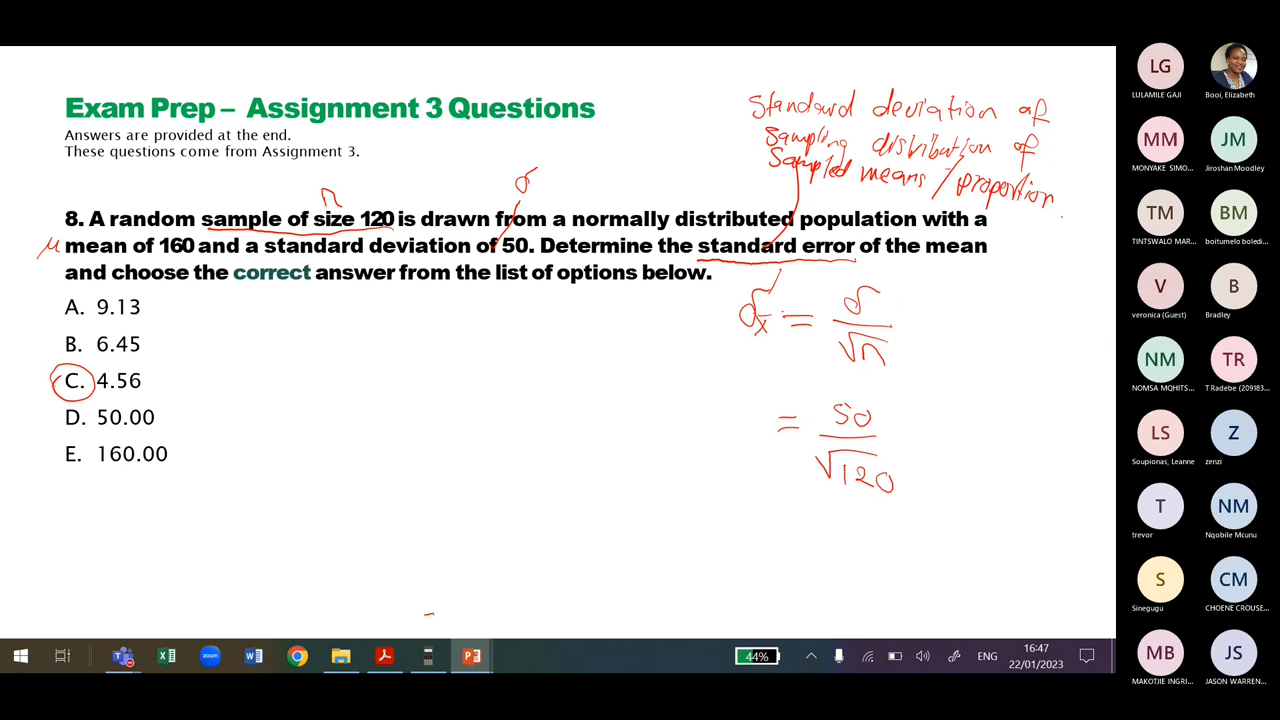 Exam Prep – Assignment 3 Questions
Answers are provided at the end.
These questions come from Assignment 3.
Standard deviation of
Sampling distribution of
Sampled means / proportion
n
σ
8. A random sample of size 120 is drawn from a normally distributed population with a
μ mean of 160 and a standard deviation of 50. Determine the standard error of the mean
and choose the correct answer from the list of options below.
A. 9.13
B. 6.45
C. 4.56
D. 50.00
E. 160.00
σx̄ = σ / √n
= 50 / √120
LG
LULAMILE GAJI
Booi, Elizabeth
MM
MONYAKE SIMO...
JM
Jiroshan Moodley
TM
TINTSWALO MAR...
BM
boitumelo boledi...
V
veronica (Guest)
B
Bradley
NM
NOMSA MQHITS...
TR
T Radebe (209183...
LS
Soupionas, Leanne
Z
zenzi
T
trevor
NM
Nqobile Mcunu
S
Sinegugu
CM
CHOENE CROUSE...
MB
MAKOTJIE INGRI...
JS
JASON WARREN...
zoom
44%
ENG
16:47
22/01/2023